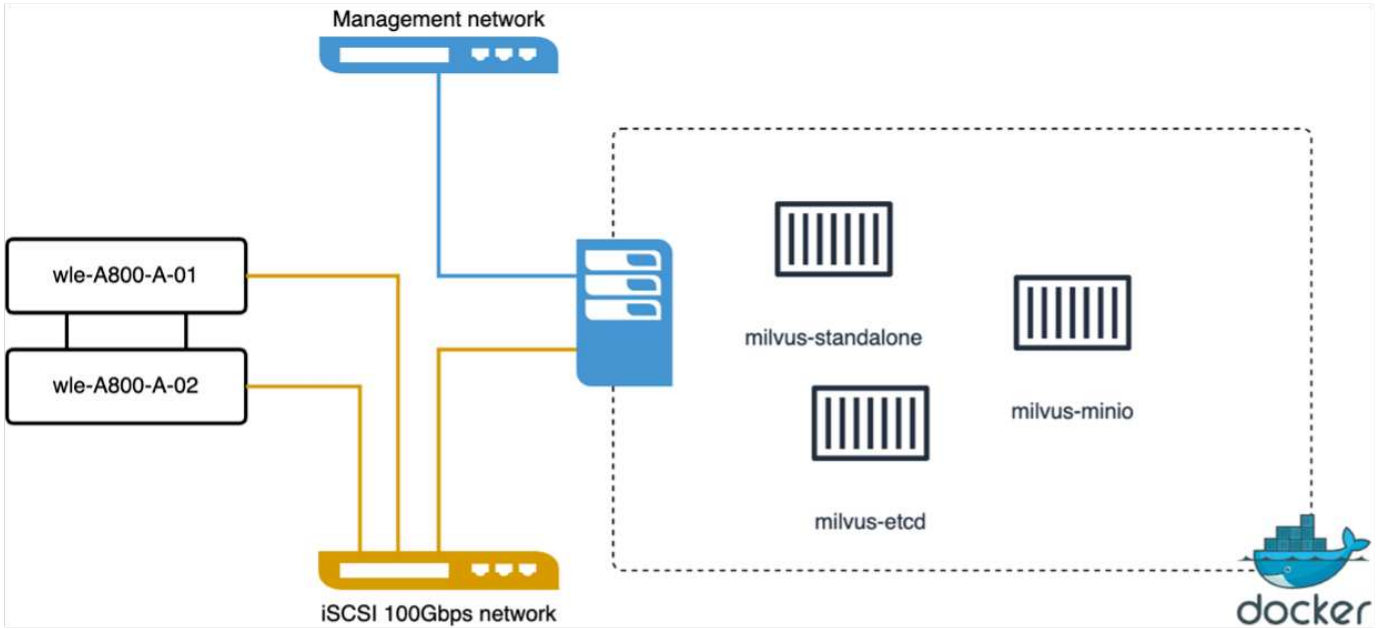 Management network
wle-A800-A-01
wle-A800-A-02
milvus-standalone
milvus-minio
milvus-etcd
iSCSI 100Gbps network
docker